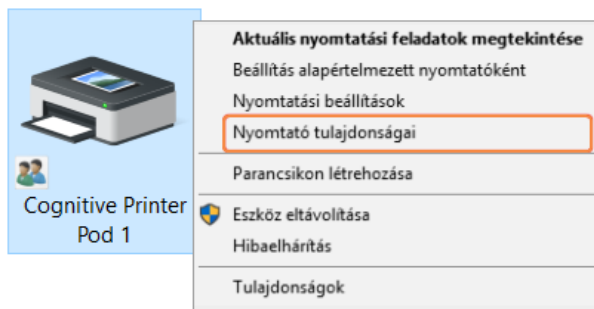 Aktuális nyomtatási feladatok megtekintése
Beállítás alapértelmezett nyomtatóként
Nyomtatási beállítások
Nyomtató tulajdonságai
Parancsikon létrehozása
Eszköz eltávolítása
Hibaelhárítás
Tulajdonságok
Cognitive Printer
Pod 1